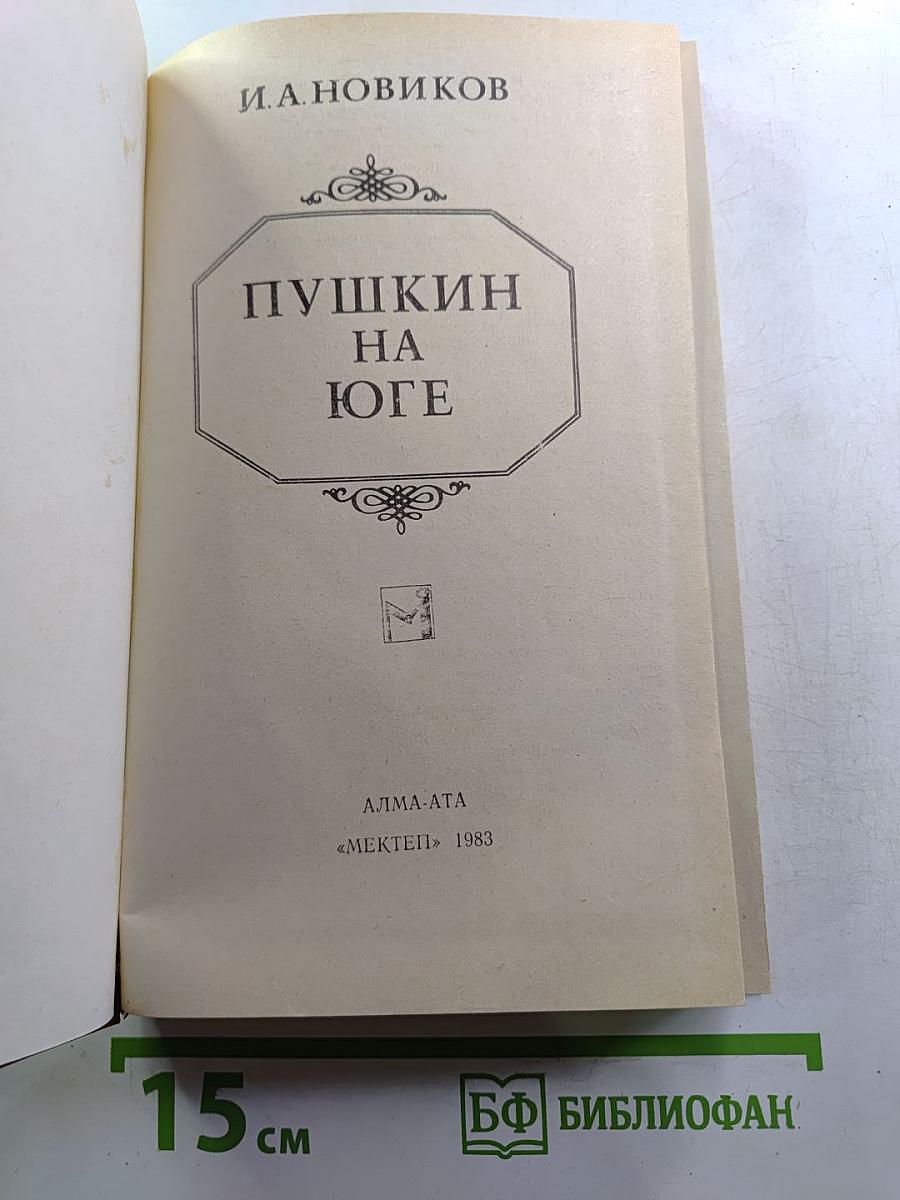 И. А. НОВИКОВ
ПУШКИН
НА
ЮГЕ
М
АЛМА-АТА
«МЕКТЕП» 1983
15 см
БФ БИБЛИОФАН